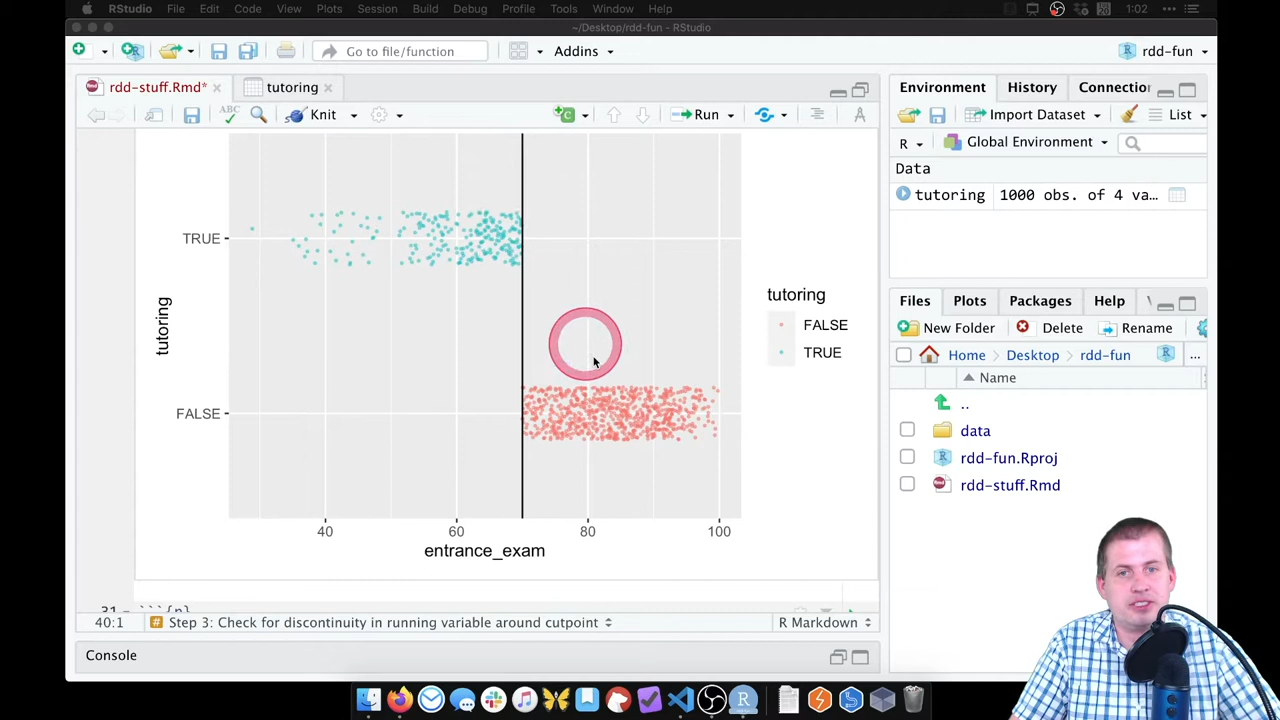 RStudio File Edit Code View Plots Session Build Debug Profile Tools Window Help 1:02
~/Desktop/rdd-fun - RStudio
Go to file/function Addins rdd-fun
rdd-stuff.Rmd* tutoring
ABC Knit Run
TRUE
FALSE
tutoring
40 60 80 100
entrance_exam
tutoring
FALSE
TRUE
31 ```{r}
40:1 # Step 3: Check for discontinuity in running variable around cutpoint R Markdown
Console
Environment History Connectio
Import Dataset List
R Global Environment
Data
tutoring 1000 obs. of 4 va…
Files Plots Packages Help
New Folder Delete Rename
Home Desktop rdd-fun ...
Name
..
data
rdd-fun.Rproj
rdd-stuff.Rmd